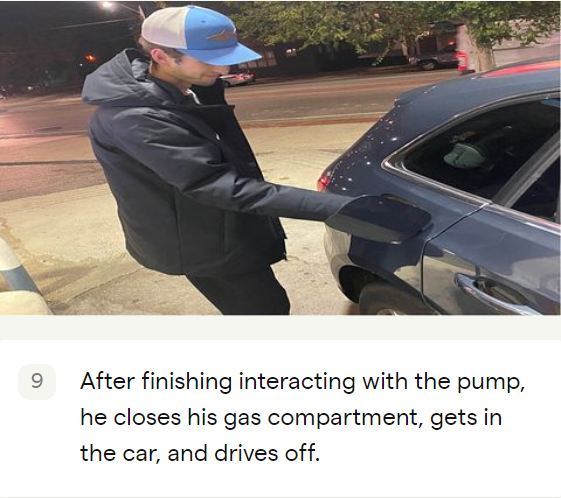 9
After finishing interacting with the pump,
he closes his gas compartment, gets in
the car, and drives off.